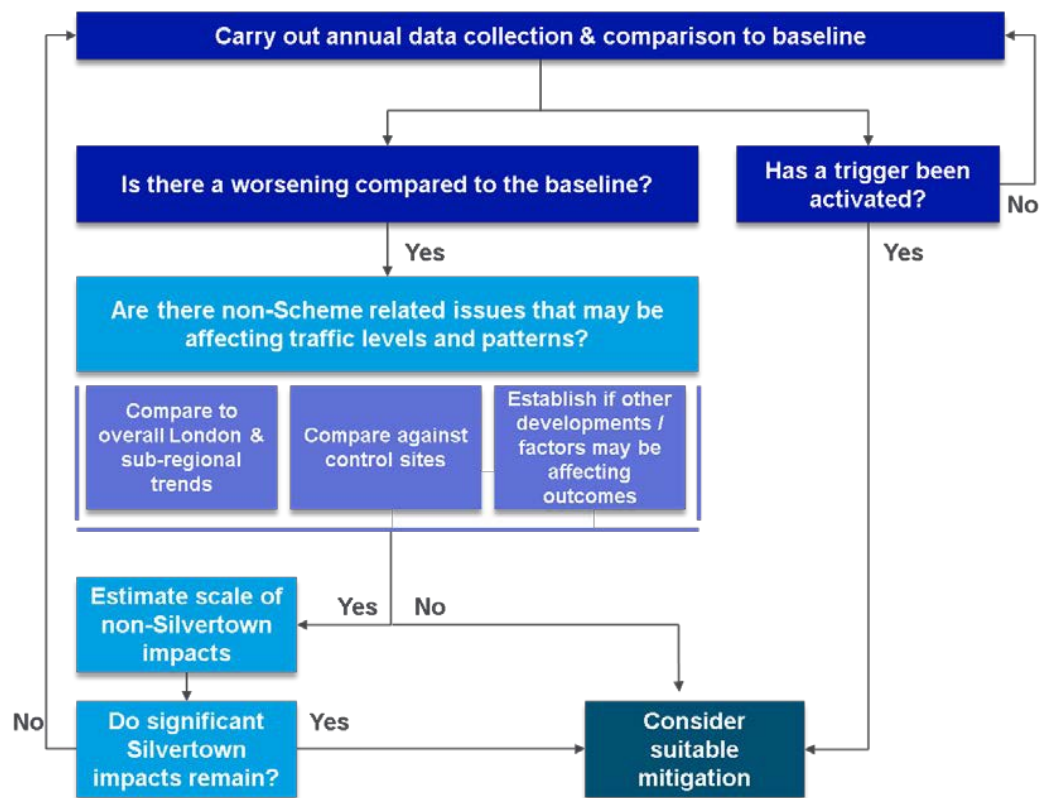 Carry out annual data collection & comparison to baseline
Is there a worsening compared to the baseline?
Has a trigger been
activated?
No
Yes
Yes
Are there non-Scheme related issues that may be
affecting traffic levels and patterns?
Compare to
overall London &
sub-regional
trends
Compare against
control sites
Establish if other
developments /
factors may be
affecting
outcomes
Estimate scale of
non-Silvertown
impacts
Yes
No
No
Do significant
Silvertown
impacts remain?
Yes
Consider
suitable
mitigation